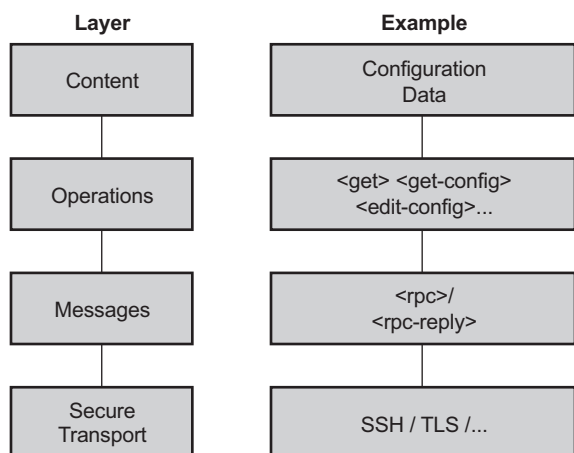 Layer
Example
Content
Configuration
Data
Operations
<get> <get-config>
<edit-config>...
Messages
<rpc>/
<rpc-reply>
Secure
Transport
SSH / TLS /...